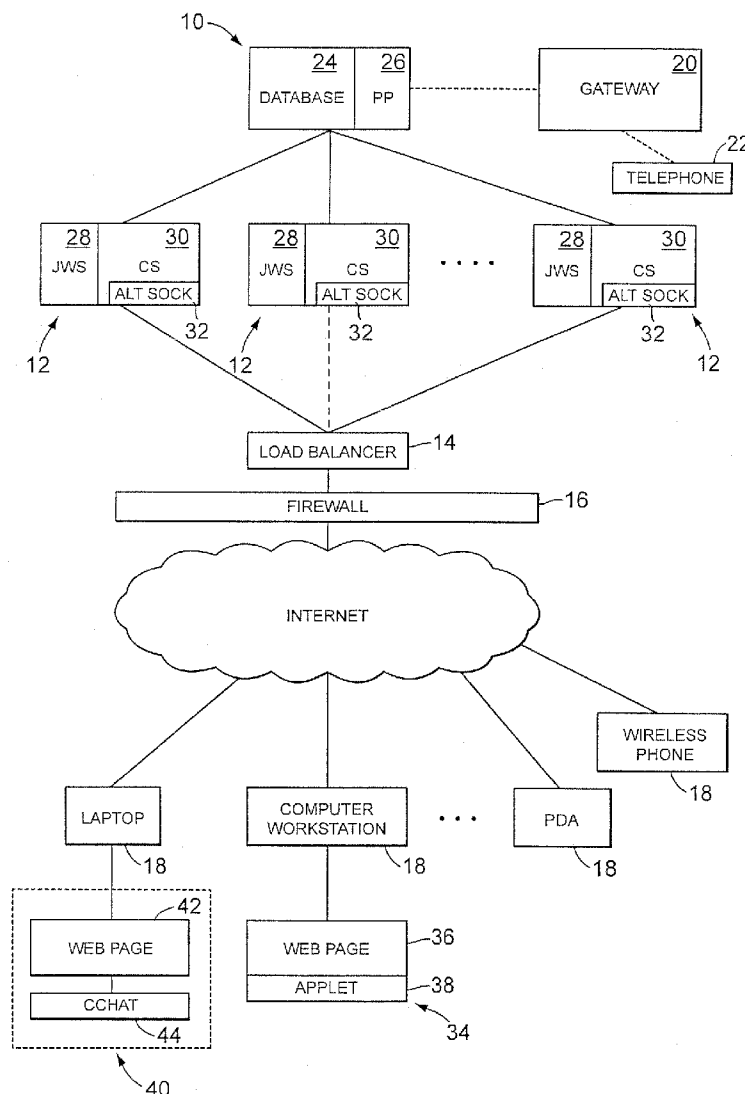 10
24
26
20
DATABASE
PP
GATEWAY
22
TELEPHONE
28
30
28
30
28
30
JWS
CS
JWS
CS
JWS
CS
ALT SOCK
ALT SOCK
ALT SOCK
32
32
32
12
12
12
LOAD BALANCER
14
FIREWALL
16
INTERNET
WIRELESS
PHONE
18
LAPTOP
COMPUTER
WORKSTATION
PDA
18
18
18
42
WEB PAGE
WEB PAGE
36
CCHAT
APPLET
38
44
34
40